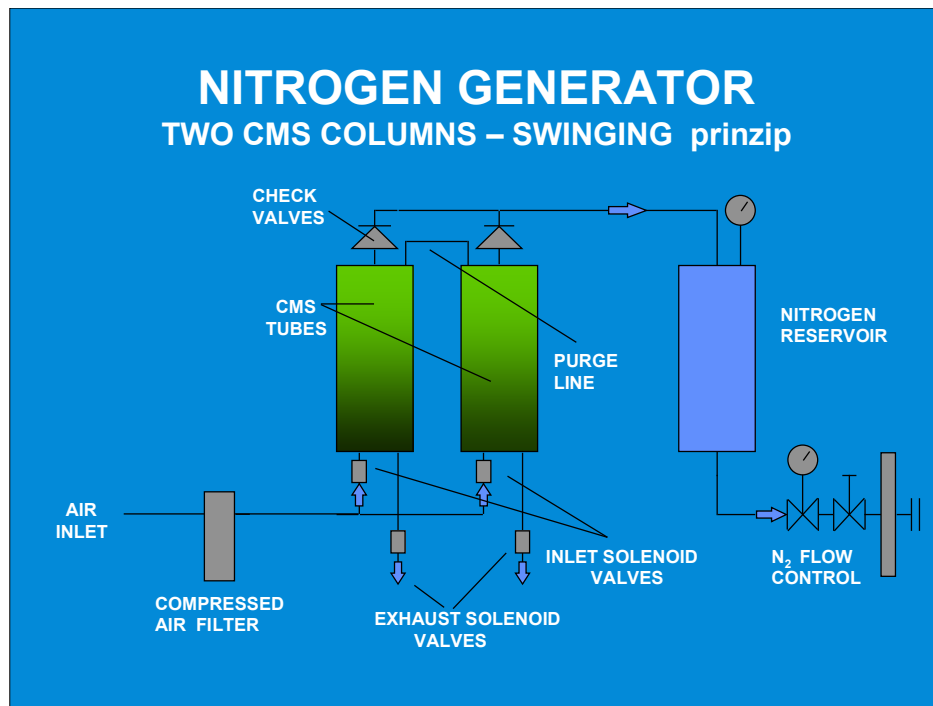 NITROGEN GENERATOR
TWO CMS COLUMNS – SWINGING prinzip
CHECK
VALVES
CMS
TUBES
PURGE
LINE
NITROGEN
RESERVOIR
AIR
INLET
COMPRESSED
AIR FILTER
EXHAUST SOLENOID
VALVES
INLET SOLENOID
VALVES
N₂ FLOW
CONTROL